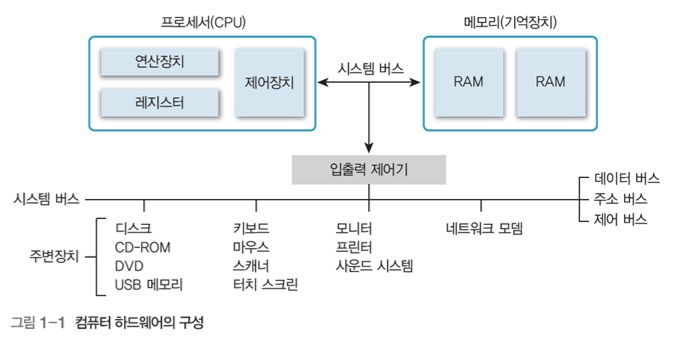 프로세서(CPU)
메모리(기억장치)
연산장치
레지스터
제어장치
시스템 버스
RAM
RAM
입출력 제어기
시스템 버스
데이터 버스
주소 버스
제어 버스
주변장치
디스크
CD-ROM
DVD
USB 메모리
키보드
마우스
스캐너
터치 스크린
모니터
프린터
사운드 시스템
네트워크 모뎀
그림 1-1 컴퓨터 하드웨어의 구성